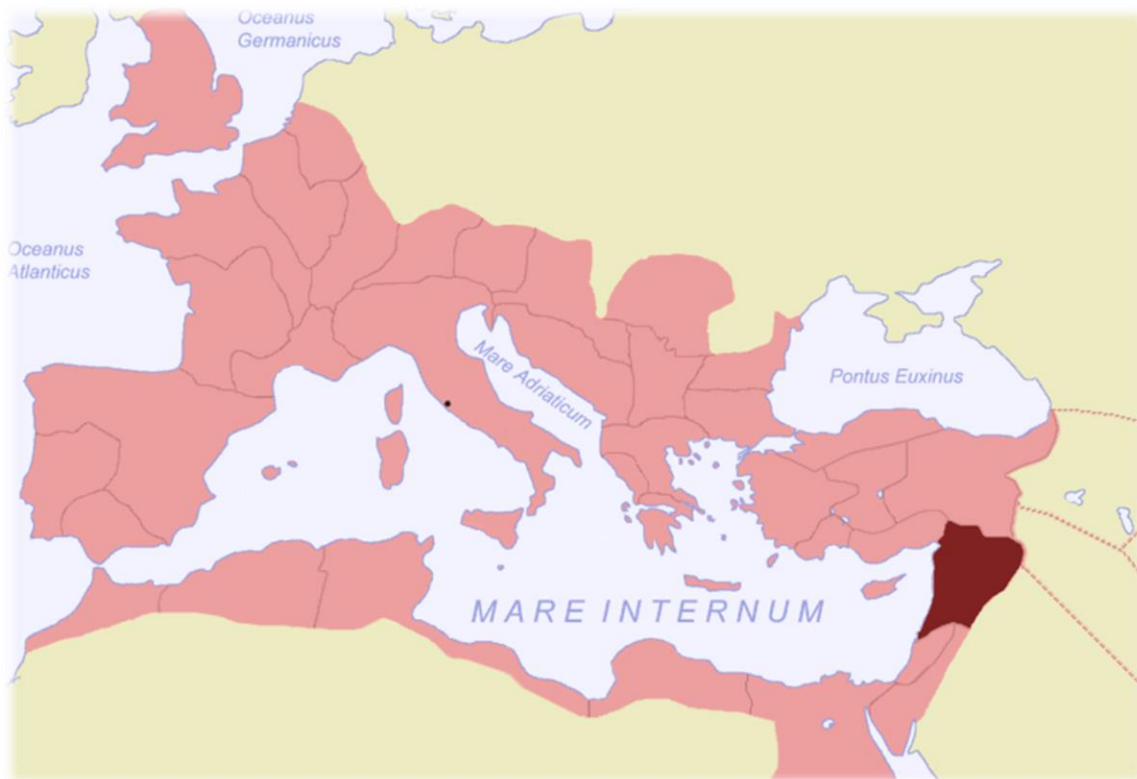 Oceanus
Germanicus
Oceanus
Atlanticus
Mare Adriaticum
Pontus Euxinus
MARE INTERNUM